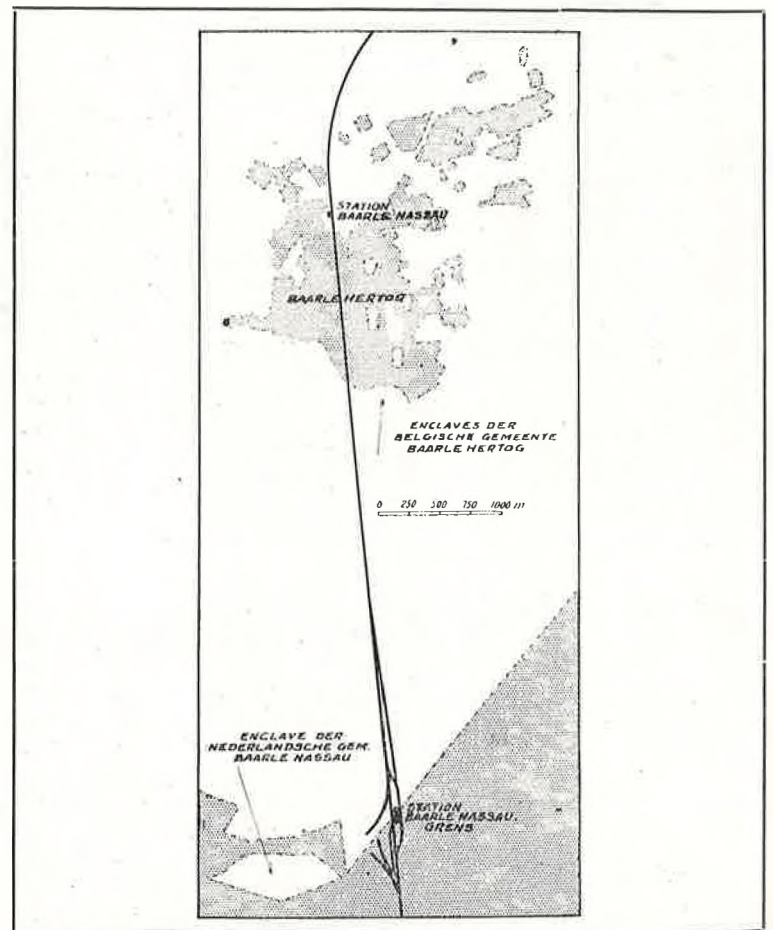 STATION
BAARLE NASSAU
BAARLE HERTOG
ENCLAVES DER
BELGISCHE GEMEENTE
BAARLE HERTOG
0 250 500 750 1000 m
ENCLAVE DER
NEDERLANDSCHE GEM.
BAARLE NASSAU
STATION
BAARLE NASSAU.
GRENS